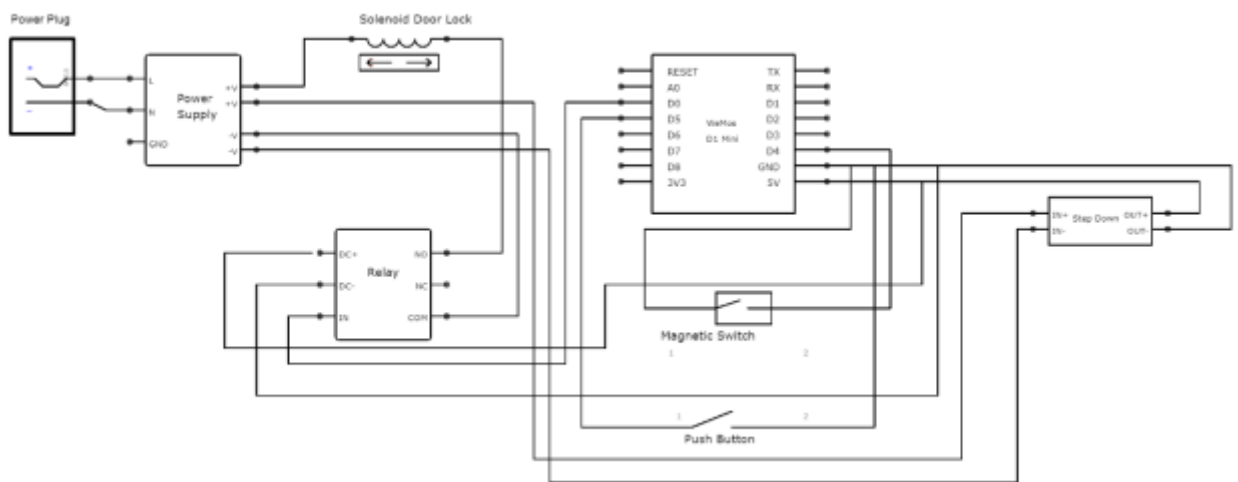 Power Plug
Solenoid Door Lock
+
-
L
N
GND
Power
Supply
+V
+V
-V
-V
RESET
A0
D0
D5
D6
D7
D8
3V3
WeMos
D1 Mini
TX
RX
D1
D2
D3
D4
GND
5V
IN+
IN-
Step Down
OUT+
OUT-
DC+
DC-
IN
Relay
NO
NC
COM
Magnetic Switch
1
2
1
2
Push Button